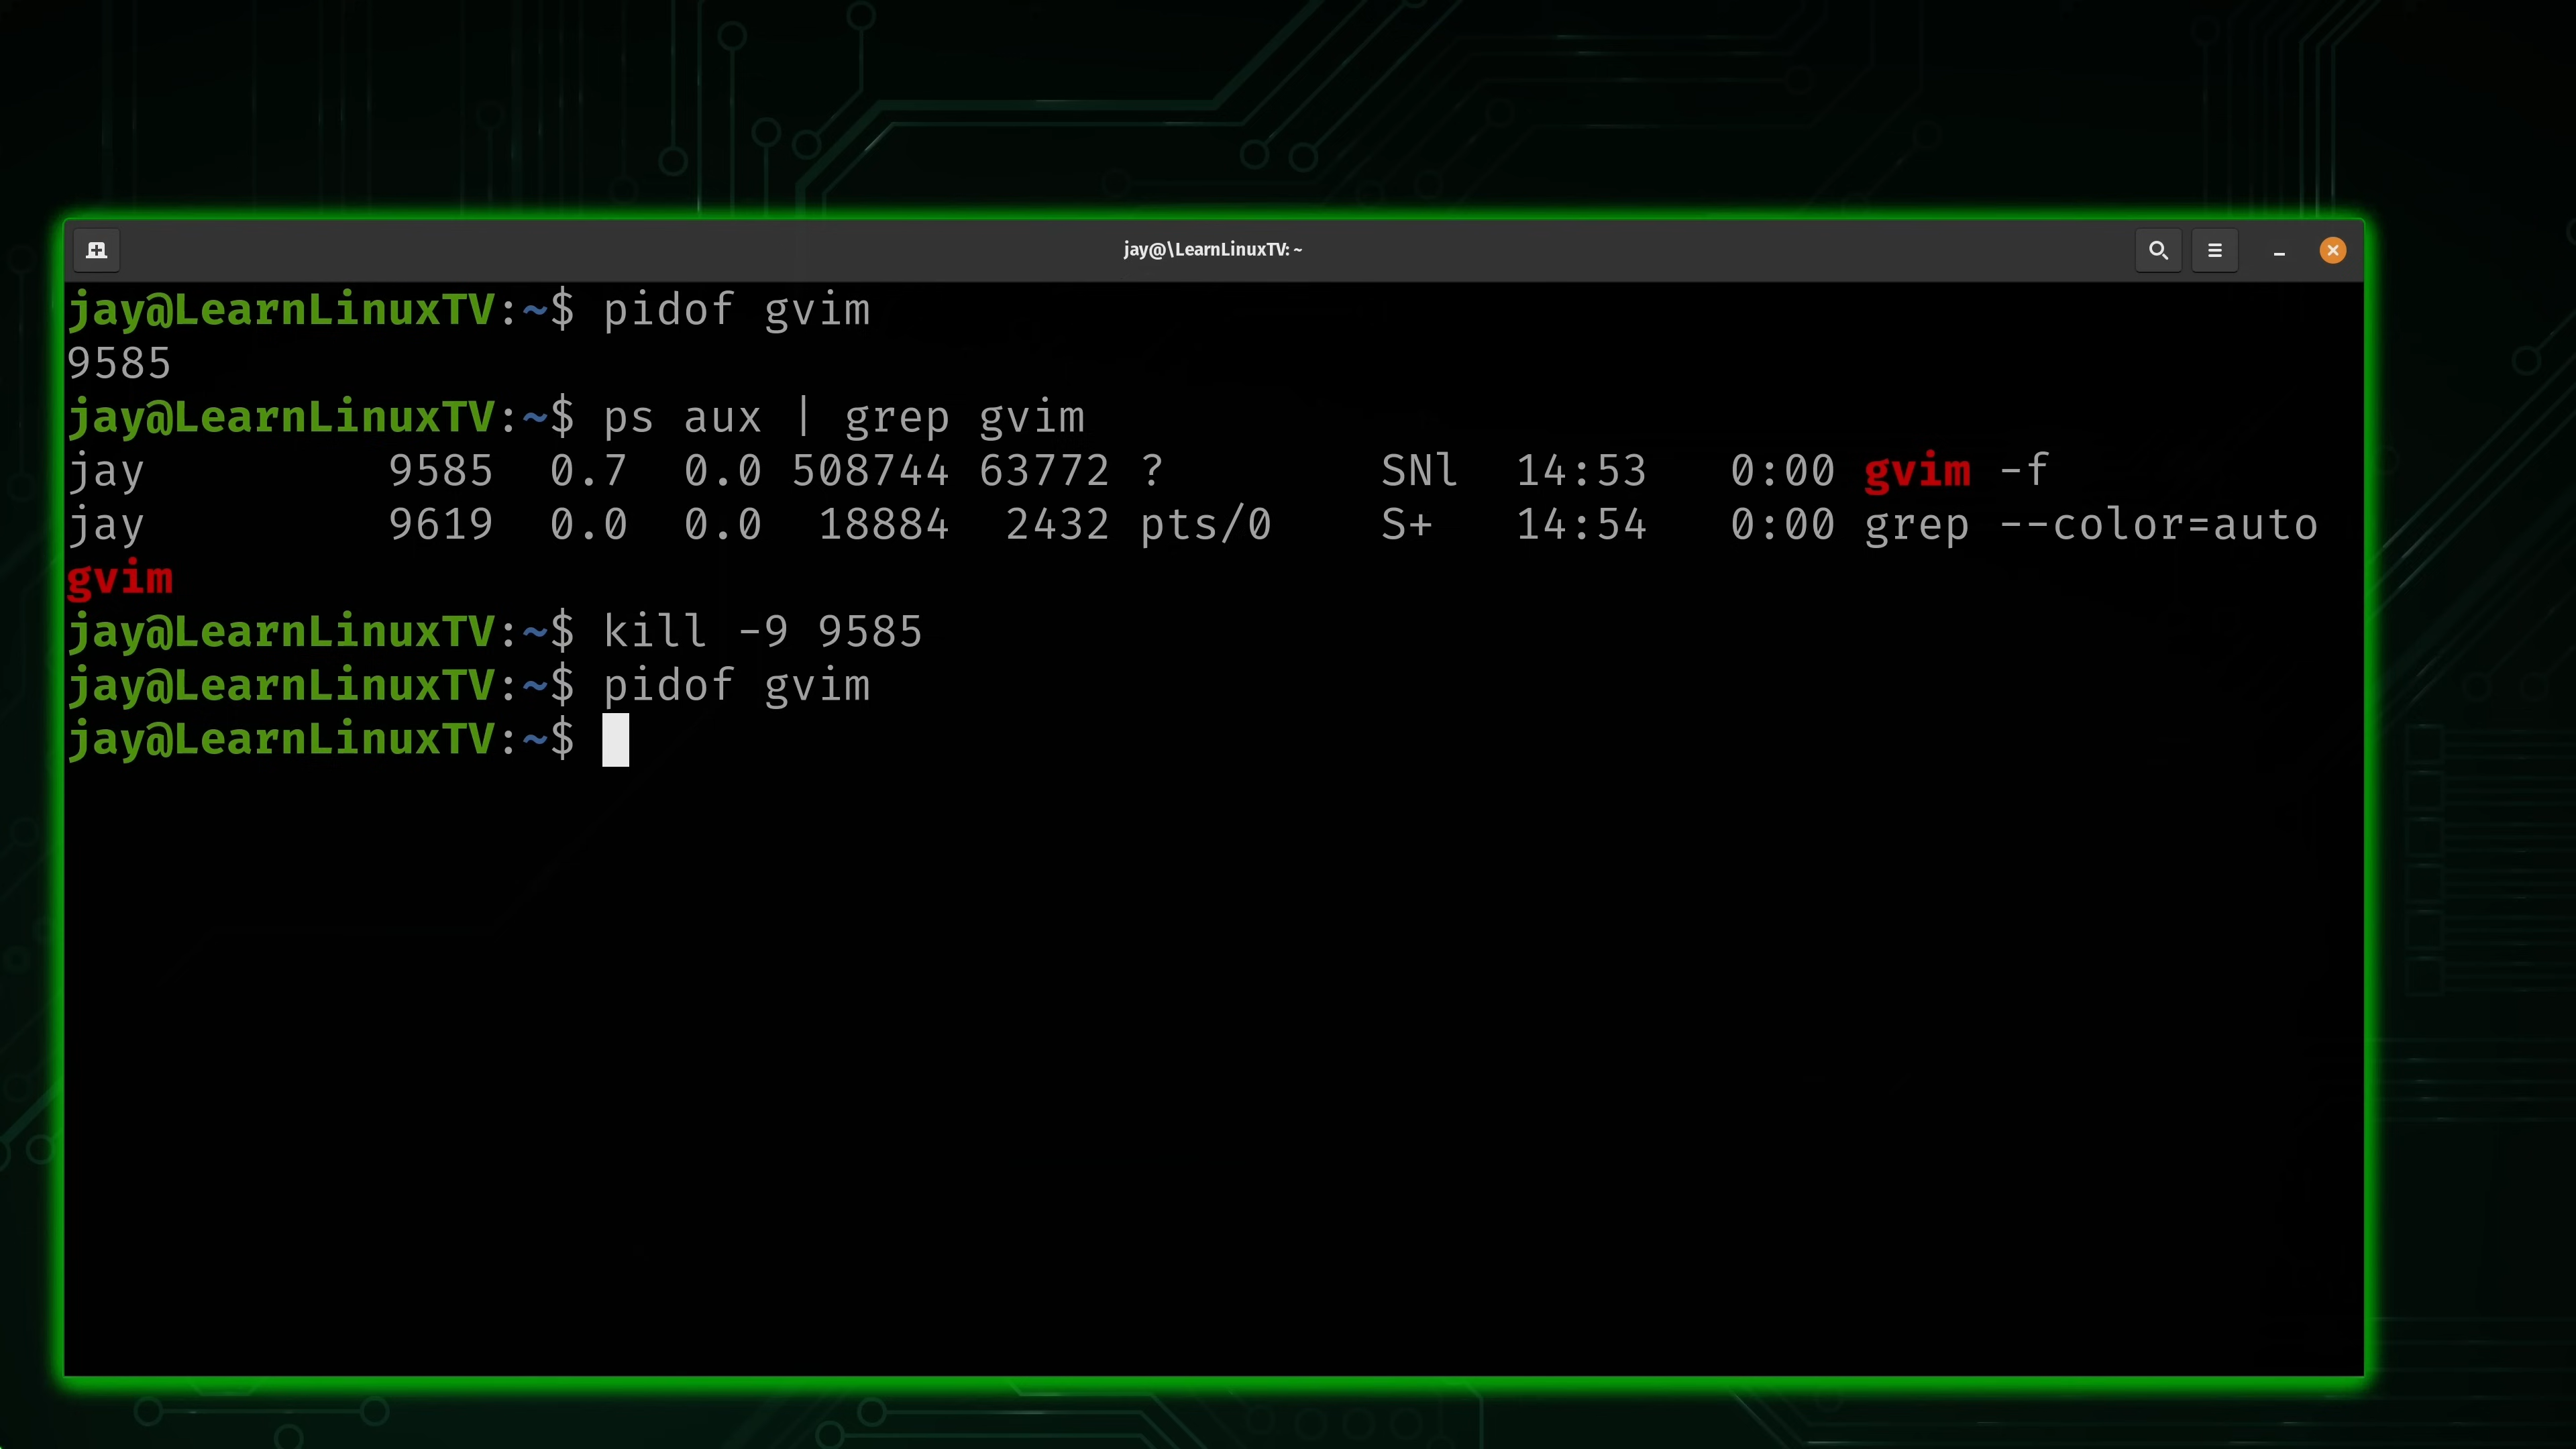 jay@\LearnLinuxTV: ~
jay@LearnLinuxTV:~$ pidof gvim
9585
jay@LearnLinuxTV:~$ ps aux | grep gvim
jay         9585  0.7  0.0 508744 63772 ?        SNl  14:53   0:00 gvim -f
jay         9619  0.0  0.0  18884  2432 pts/0    S+   14:54   0:00 grep --color=auto
gvim
jay@LearnLinuxTV:~$ kill -9 9585
jay@LearnLinuxTV:~$ pidof gvim
jay@LearnLinuxTV:~$